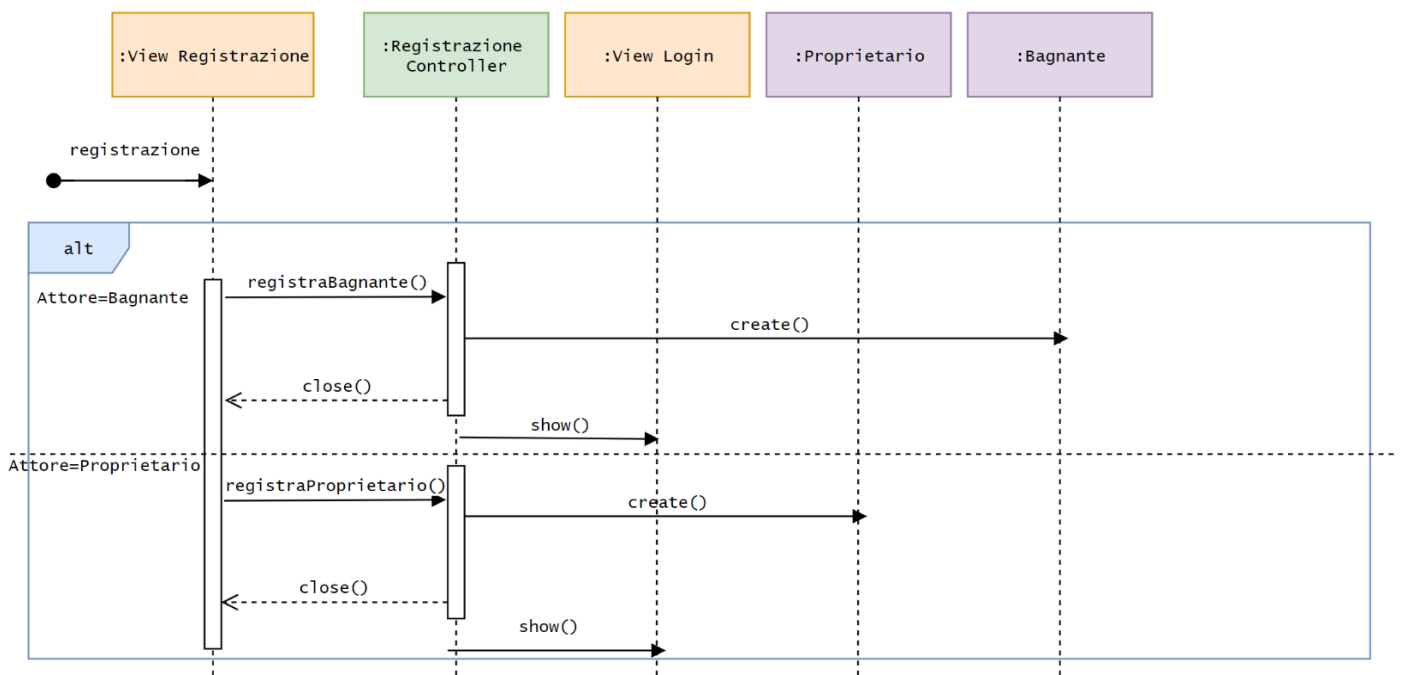 :View Registrazione
:Registrazione
Controller
:View Login
:Proprietario
:Bagnante
registrazione
alt
registraBagnante()
Attore=Bagnante
create()
close()
show()
Attore=Proprietario
registraProprietario()
create()
close()
show()